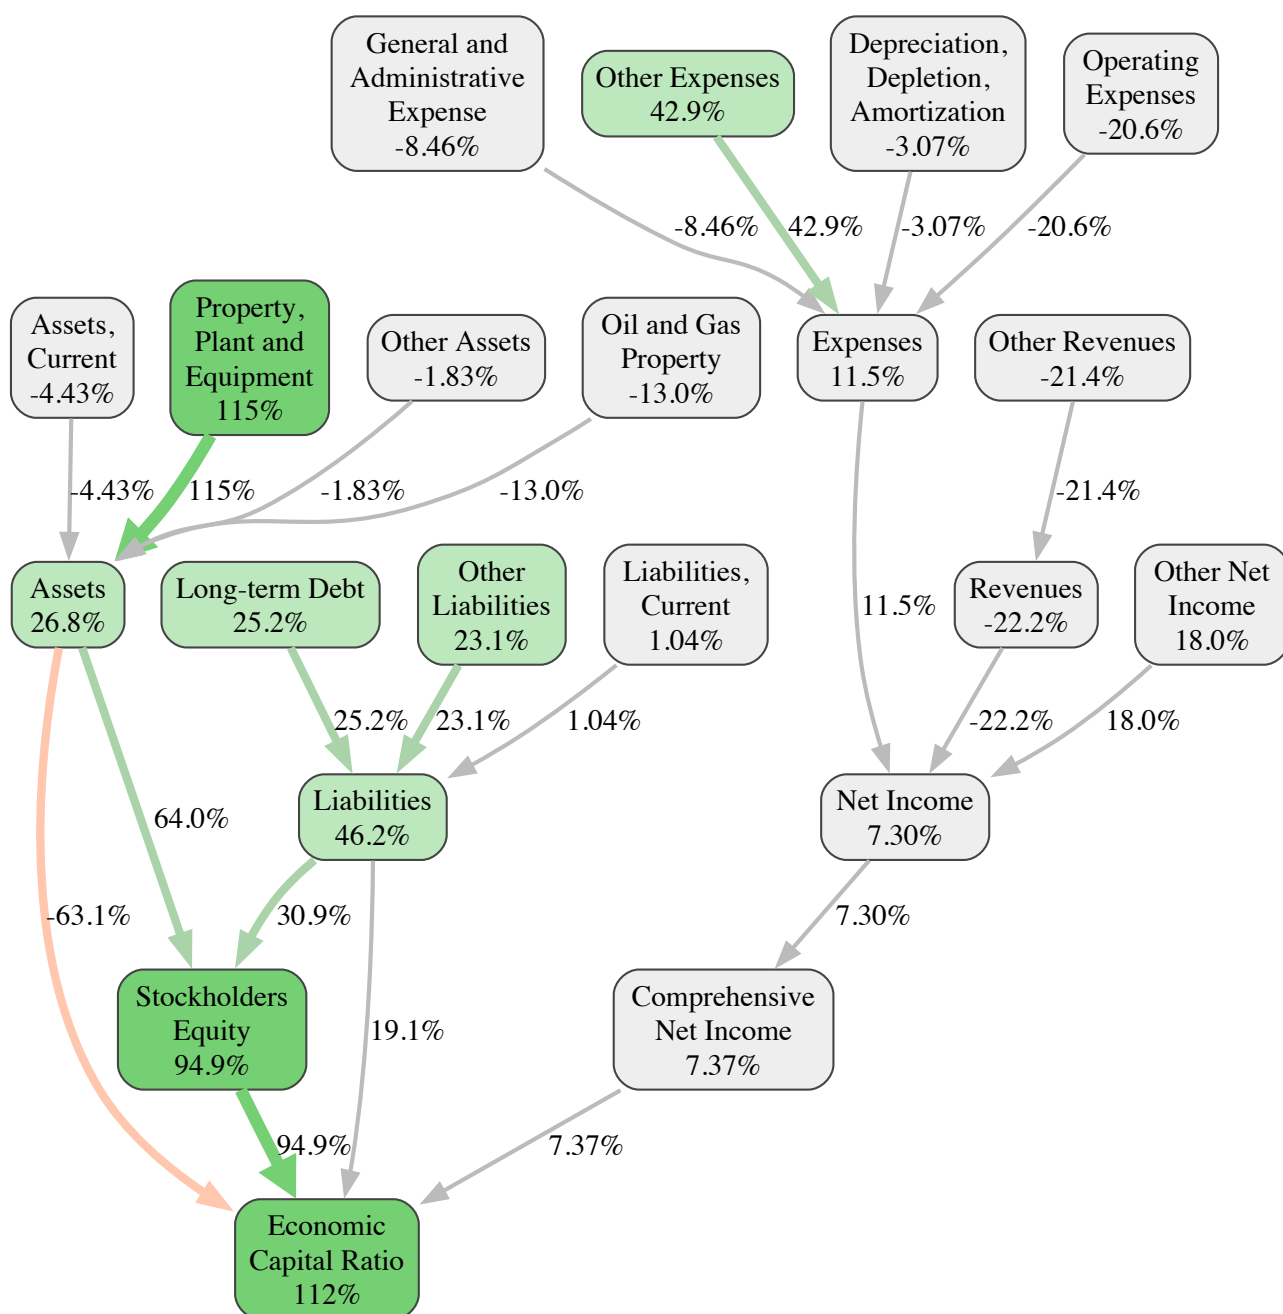 General and
Administrative
Expense
-8.46%
Other Expenses
42.9%
Depreciation,
Depletion,
Amortization
-3.07%
Operating
Expenses
-20.6%
-8.46%
42.9%
-3.07%
-20.6%
Assets,
Current
-4.43%
Property,
Plant and
Equipment
115%
Other Assets
-1.83%
Oil and Gas
Property
-13.0%
Expenses
11.5%
Other Revenues
-21.4%
-4.43%
115%
-1.83%
-13.0%
-21.4%
Assets
26.8%
Long-term Debt
25.2%
Other
Liabilities
23.1%
Liabilities,
Current
1.04%
11.5%
Revenues
-22.2%
Other Net
Income
18.0%
25.2%
23.1%
1.04%
-22.2%
18.0%
64.0%
Liabilities
46.2%
Net Income
7.30%
-63.1%
30.9%
7.30%
Stockholders
Equity
94.9%
19.1%
Comprehensive
Net Income
7.37%
94.9%
7.37%
Economic
Capital Ratio
112%